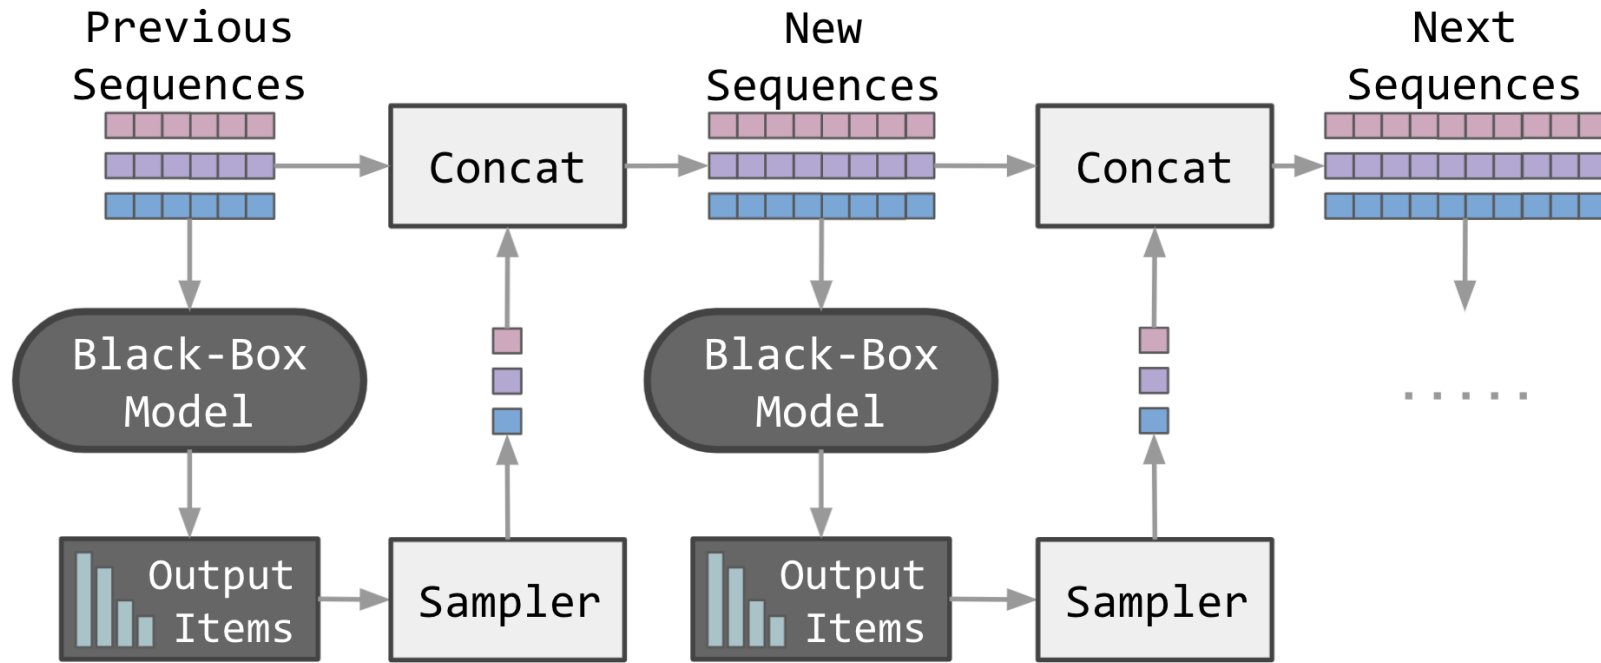 Previous
Sequences
New
Sequences
Next
Sequences
Concat
Concat
Black-Box
Model
Black-Box
Model
.....
Output
Items
Sampler
Output
Items
Sampler